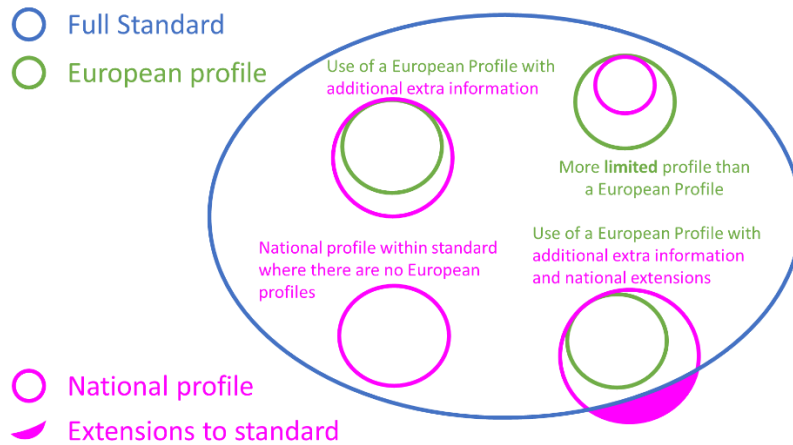 Full Standard
European profile
Use of a European Profile with
additional extra information
More limited profile than
a European Profile
National profile within standard
where there are no European
profiles
Use of a European Profile with
additional extra information
and national extensions
National profile
Extensions to standard